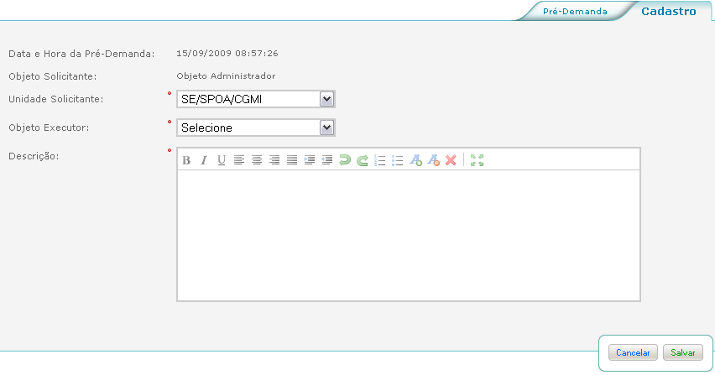 Pré-Demanda Cadastro
Data e Hora da Pré-Demanda: 15/09/2009 08:57:26
Objeto Solicitante: Objeto Administrador
Unidade Solicitante: * SE/SPOA/CGMI
Objeto Executor: * Selecione
Descrição: *
B I U
Cancelar Salvar